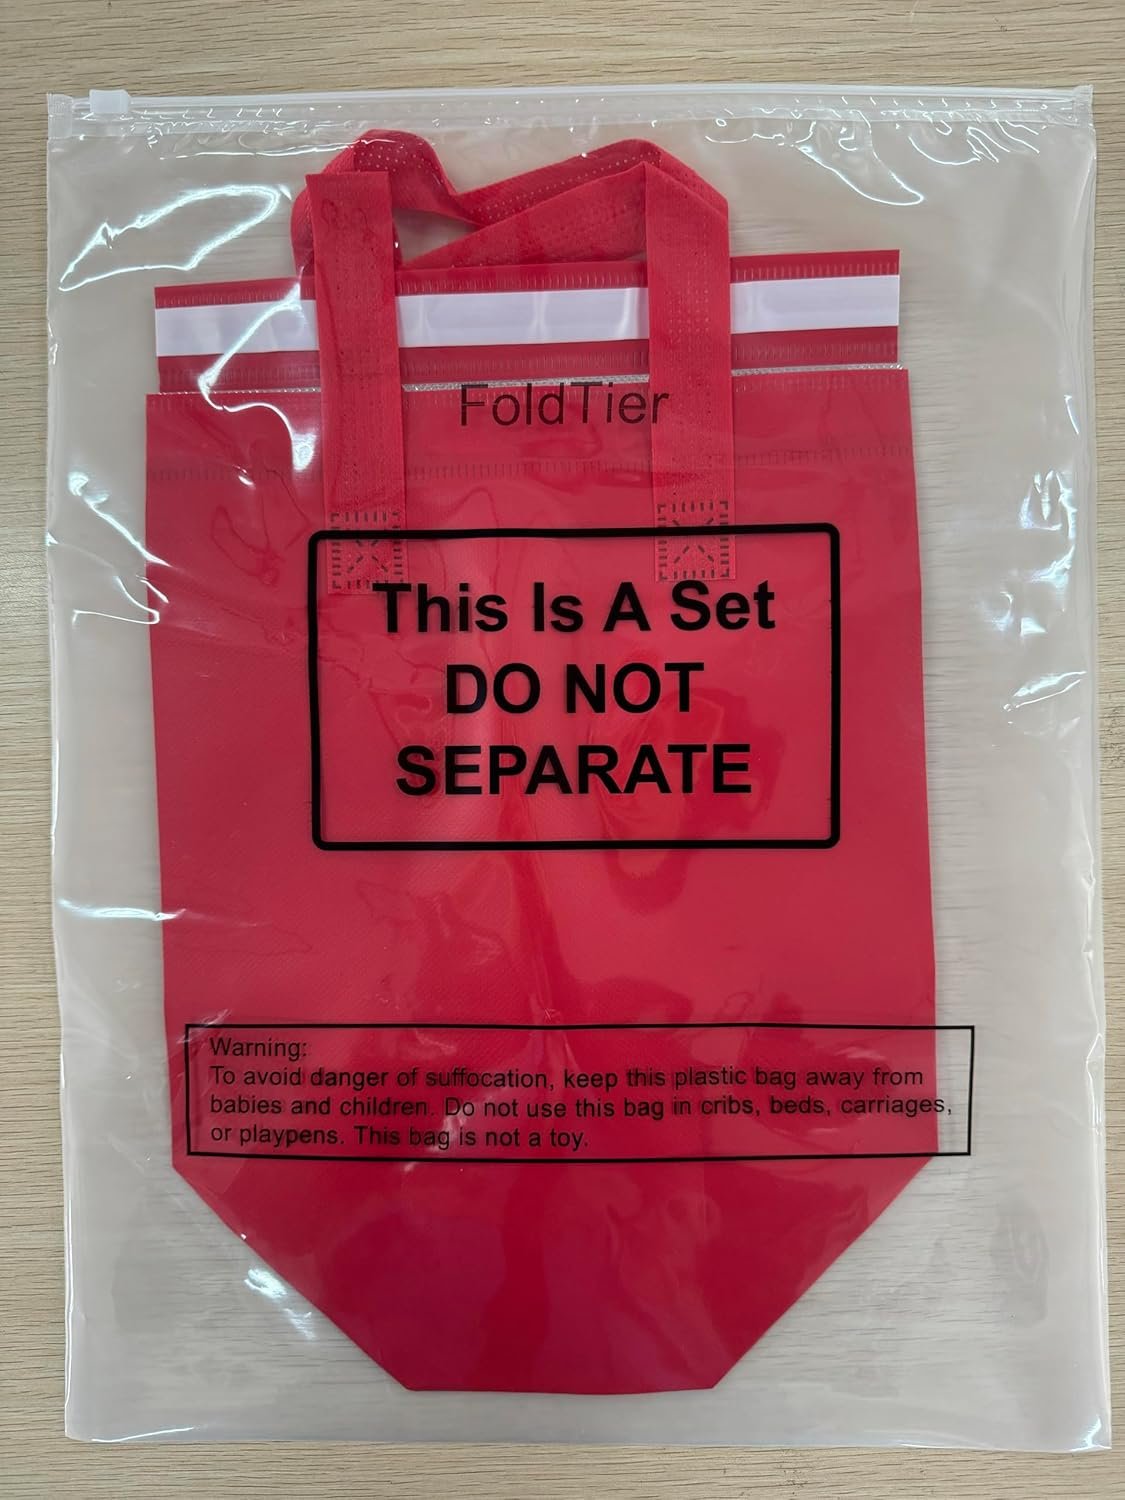 FoldTier
This Is A Set
DO NOT
SEPARATE
Warning:
To avoid danger of suffocation, keep this plastic bag away from
babies and children. Do not use this bag in cribs, beds, carriages,
or playpens. This bag is not a toy.